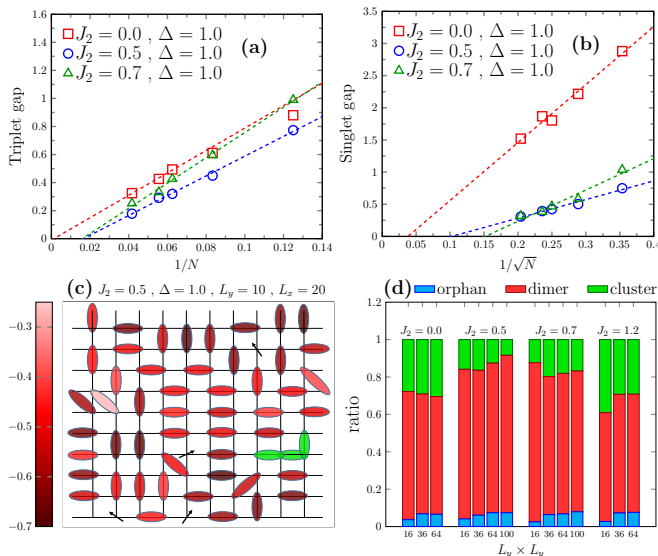 (a)
J₂ = 0.0 , Δ = 1.0
J₂ = 0.5 , Δ = 1.0
J₂ = 0.7 , Δ = 1.0
Triplet gap
1.6
1.4
1.2
1
0.8
0.6
0.4
0.2
0
0 0.02 0.04 0.06 0.08 0.1 0.12 0.14
1/N
(b)
J₂ = 0.0 , Δ = 1.0
J₂ = 0.5 , Δ = 1.0
J₂ = 0.7 , Δ = 1.0
Singlet gap
3.5
3
2.5
2
1.5
1
0.5
0
0 0.05 0.1 0.15 0.2 0.25 0.3 0.35 0.4
1/√N
(c) J₂ = 0.5 , Δ = 1.0 , L_y = 10 , L_x = 20
−0.3
−0.4
−0.5
−0.6
−0.7
(d)
orphan dimer cluster
J₂ = 0.0 J₂ = 0.5 J₂ = 0.7 J₂ = 1.2
ratio
1.2
1
0.8
0.6
0.4
0.2
0
16 36 64 16 36 64 100 16 36 64 100 16 36 64
L_y × L_y